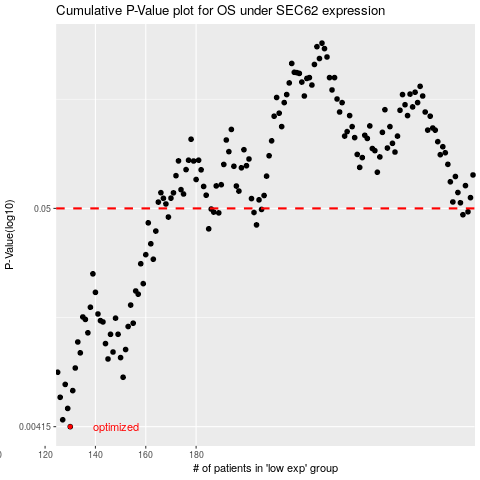 Cumulative P-Value plot for OS under SEC62 expression
P-Value(log10)
0.05
0.00415
optimized
0 120 140 160 180
# of patients in 'low exp' group